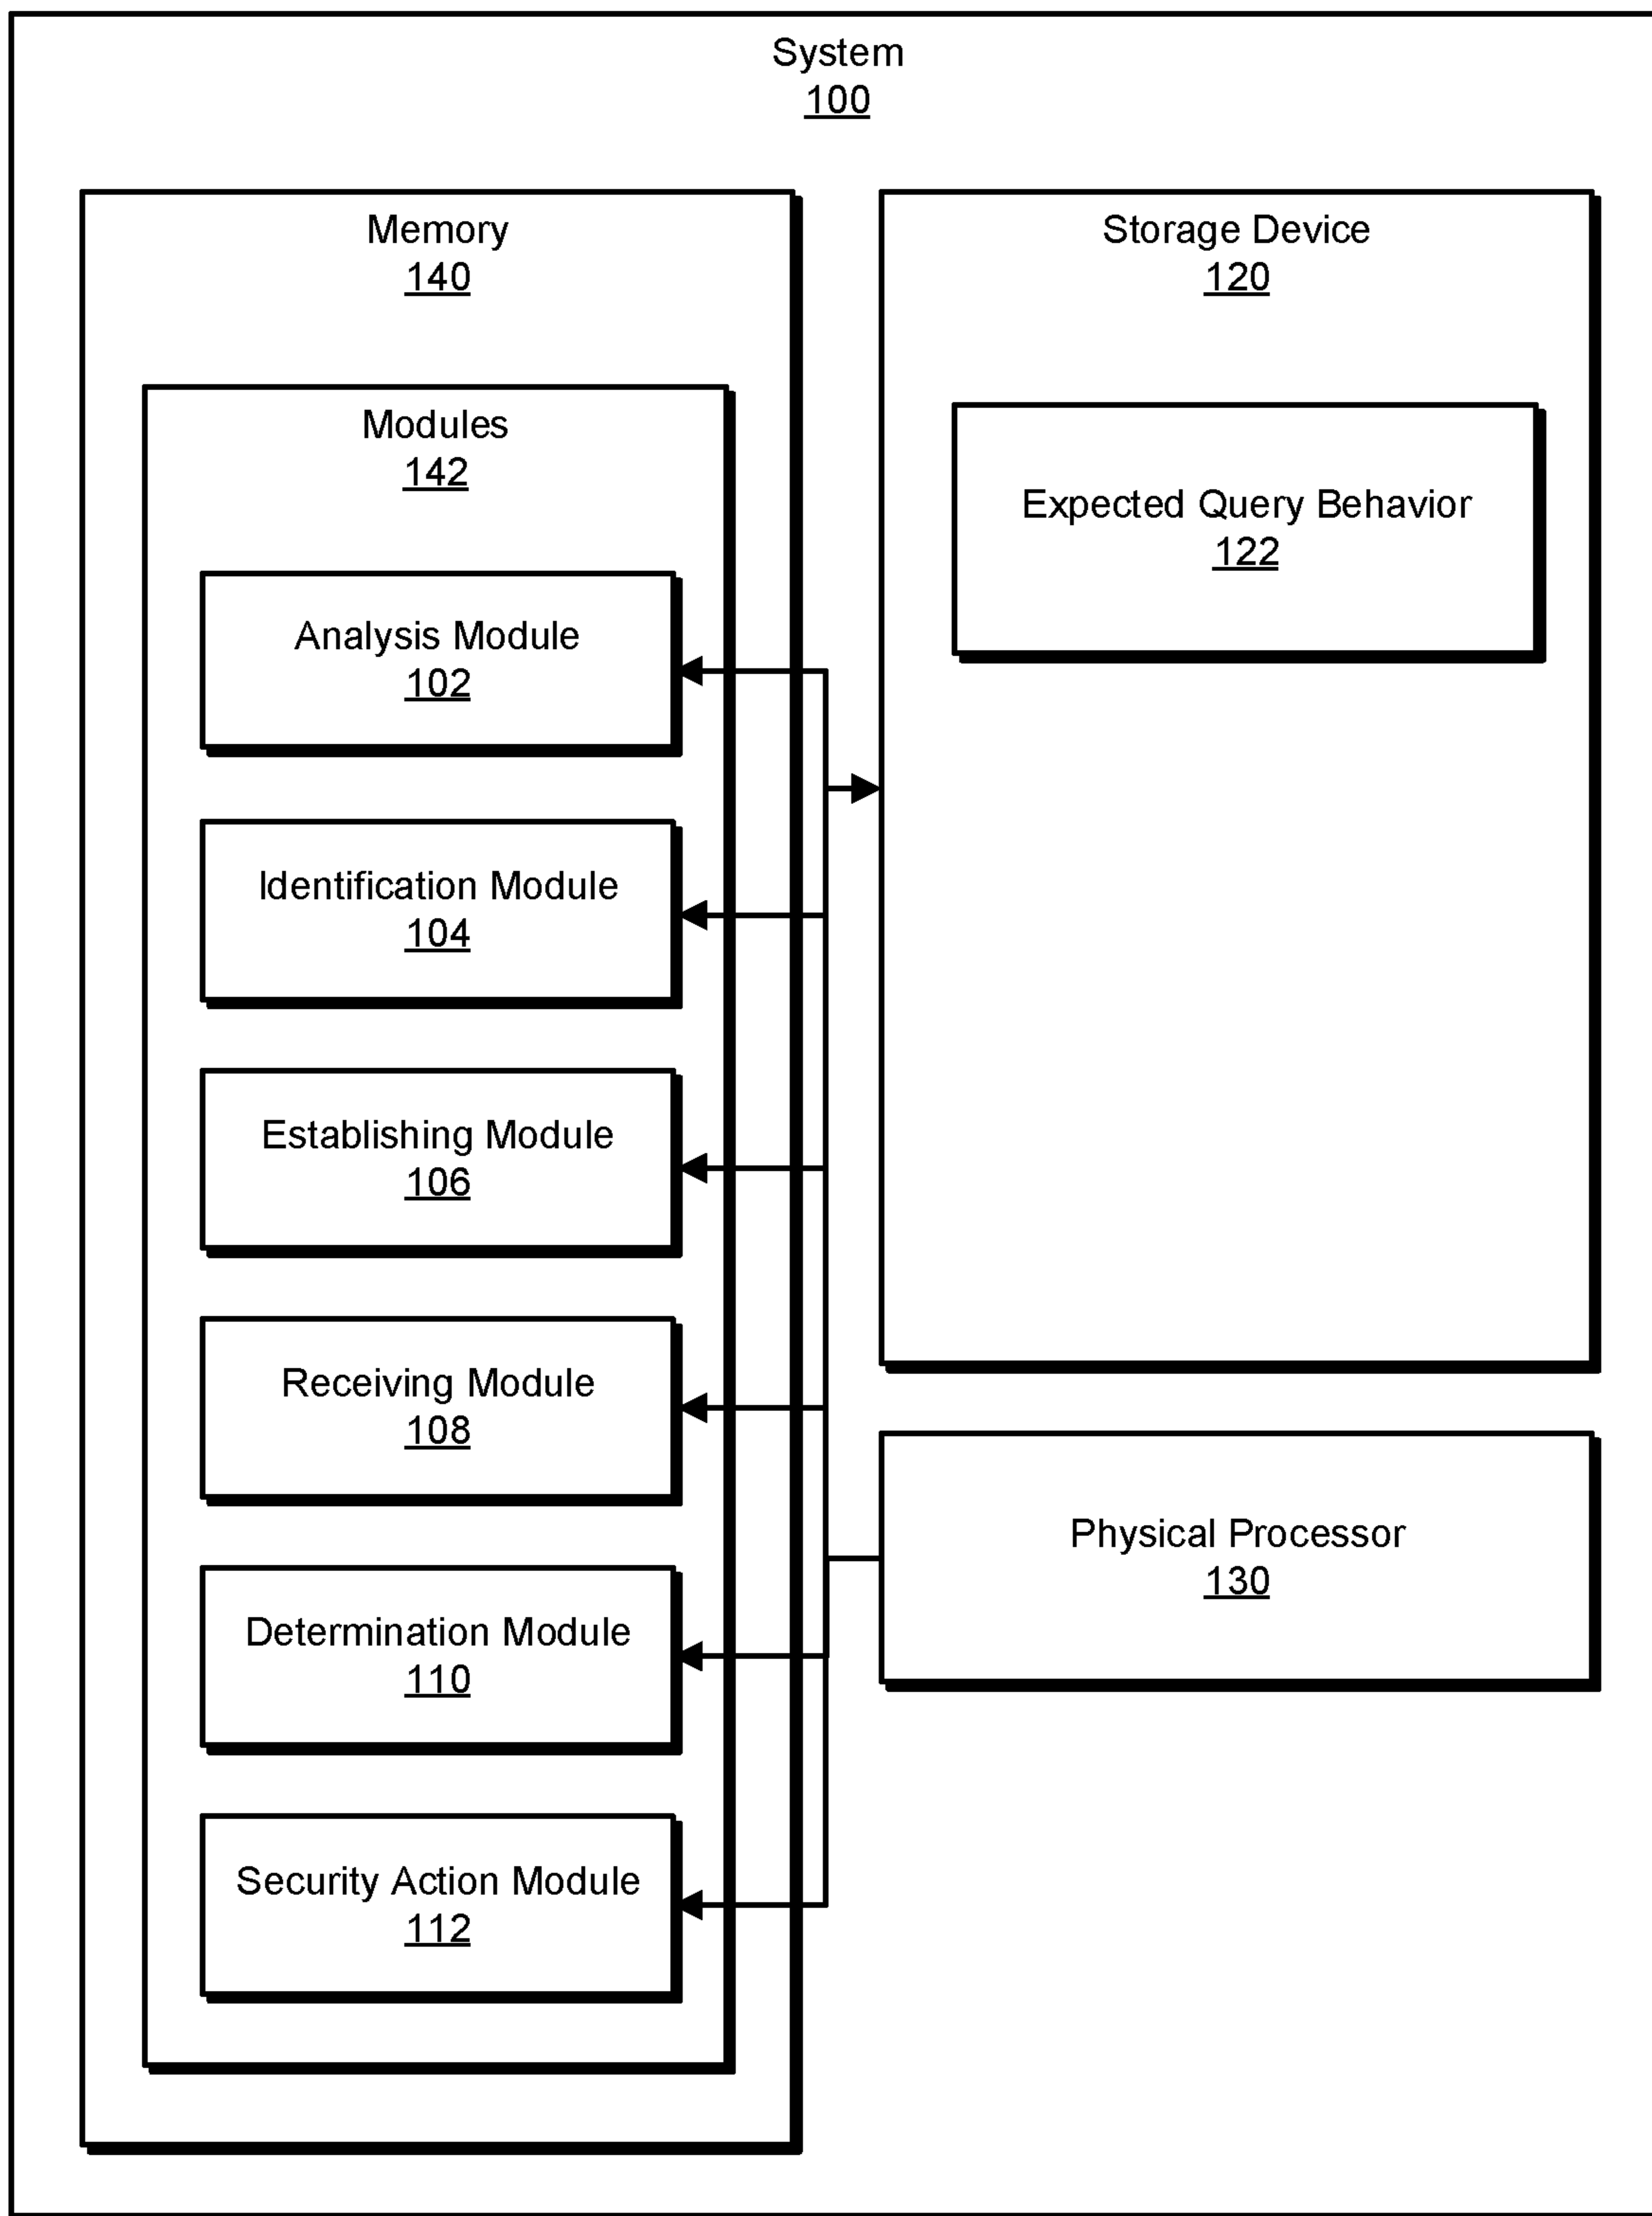 System
100
Memory
140
Modules
142
Analysis Module
102
Identification Module
104
Establishing Module
106
Receiving Module
108
Determination Module
110
Security Action Module
112
Storage Device
120
Expected Query Behavior
122
Physical Processor
130